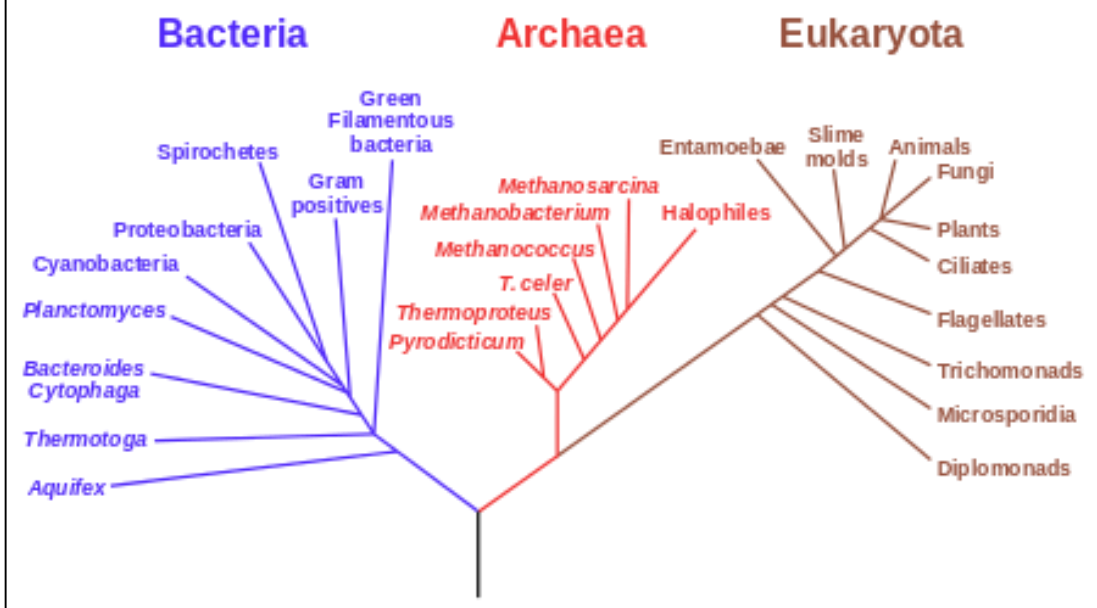 Bacteria
Archaea
Eukaryota
Green
Filamentous
bacteria
Spirochetes
Gram
positives
Proteobacteria
Cyanobacteria
Planctomyces
Bacteroides
Cytophaga
Thermotoga
Aquifex
Methanosarcina
Methanobacterium
Halophiles
Methanococcus
T. celer
Thermoproteus
Pyrodicticum
Entamoebae
Slime
molds
Animals
Fungi
Plants
Ciliates
Flagellates
Trichomonads
Microsporidia
Diplomonads